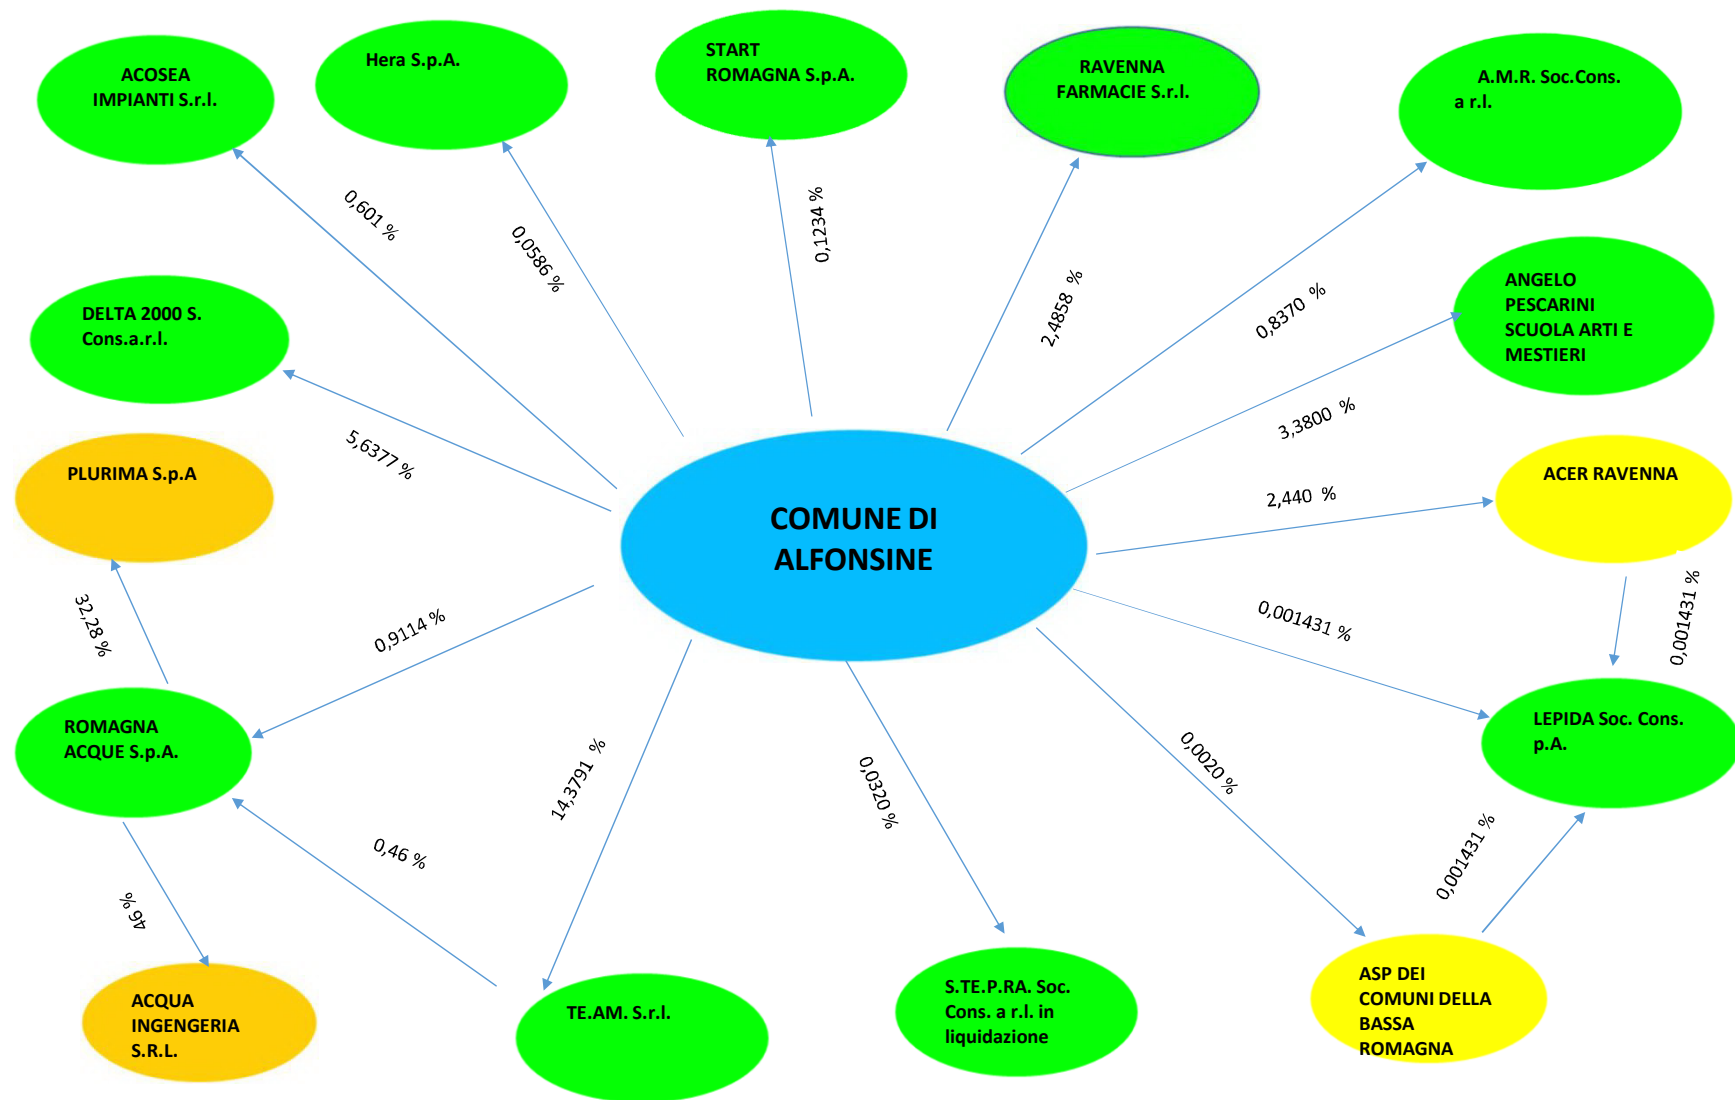 ACOSEA
IMPIANTI S.r.l.
Hera S.p.A.
START
ROMAGNA S.p.A.
RAVENNA
FARMACIE S.r.l.
A.M.R. Soc.Cons.
a r.l.
0,601 %
0,0586 %
0,1234 %
2,4858 %
0,8370 %
DELTA 2000 S.
Cons.a.r.l.
ANGELO
PESCARINI
SCUOLA ARTI E
MESTIERI
5,6377 %
3,3800 %
PLURIMA S.p.A
COMUNE DI
ALFONSINE
2,440 %
ACER RAVENNA
32,28 %
0,9114 %
0,001431 %
0,001431 %
ROMAGNA
ACQUE S.p.A.
14,3791 %
0,0320 %
0,0020 %
LEPIDA Soc. Cons.
p.A.
0,46 %
0,001431 %
46 %
ACQUA
INGENGERIA
S.R.L.
TE.AM. S.r.l.
S.TE.P.RA. Soc.
Cons. a r.l. in
liquidazione
ASP DEI
COMUNI DELLA
BASSA
ROMAGNA